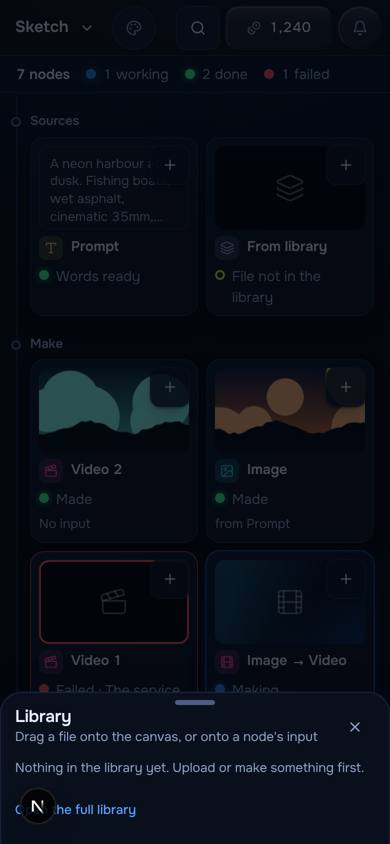 Sketch
1,240
7 nodes 1 working 2 done 1 failed
Sources
A neon harbour
dusk. Fishing
wet asphalt,
cinematic 35mm,...
Prompt
Words ready
From library
File not in the
library
Make
Video 2
Made
No input
Image
Made
from Prompt
Video 1
Failed · The service
Image → Video
Making
Library
Drag a file onto the canvas, or onto a node's input
Nothing in the library yet. Upload or make something first.
N
the full library